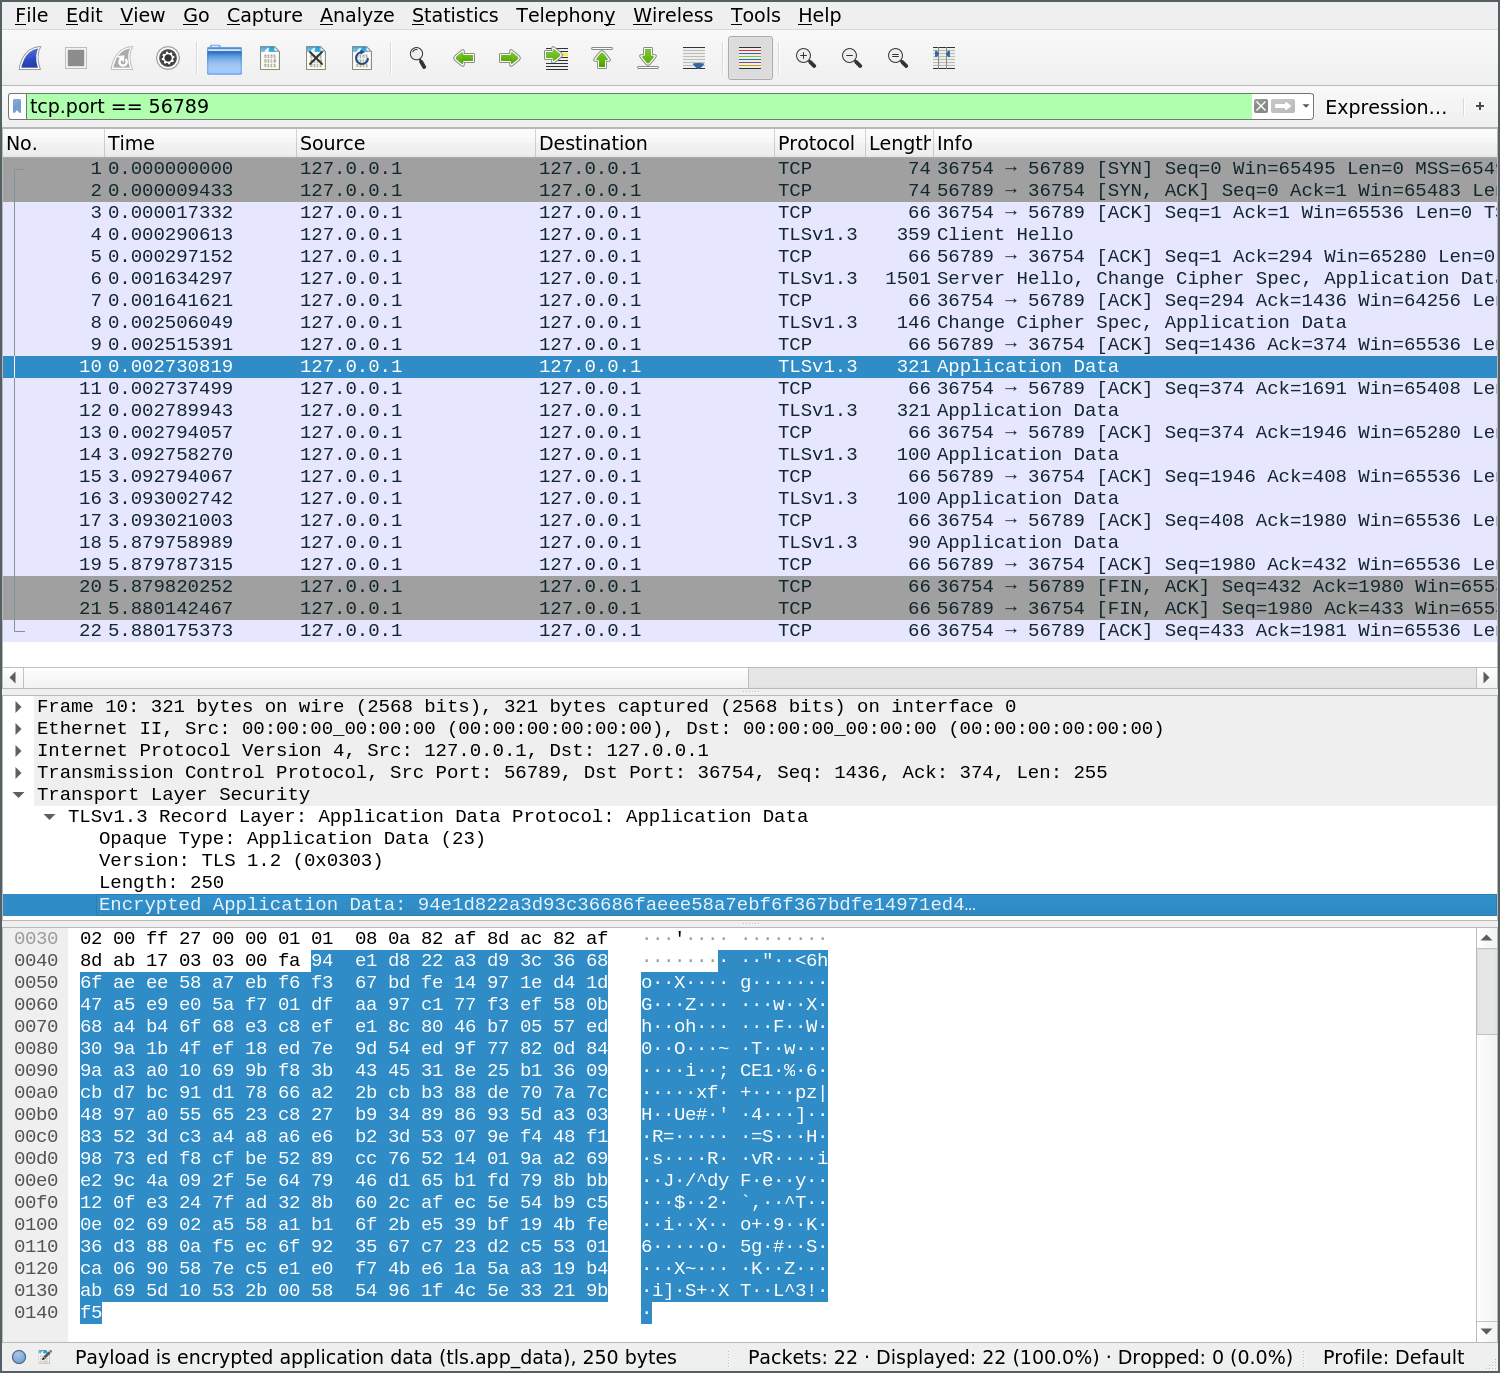 File Edit View Go Capture Analyze Statistics Telephony Wireless Tools Help
tcp.port == 56789 Expression… +
No. Time Source Destination Protocol Length Info
1 0.000000000 127.0.0.1 127.0.0.1 TCP 74 36754 → 56789 [SYN] Seq=0 Win=65495 Len=0 MSS=6549
2 0.000009433 127.0.0.1 127.0.0.1 TCP 74 56789 → 36754 [SYN, ACK] Seq=0 Ack=1 Win=65483 Le
3 0.000017332 127.0.0.1 127.0.0.1 TCP 66 36754 → 56789 [ACK] Seq=1 Ack=1 Win=65536 Len=0 T
4 0.000290613 127.0.0.1 127.0.0.1 TLSv1.3 359 Client Hello
5 0.000297152 127.0.0.1 127.0.0.1 TCP 66 56789 → 36754 [ACK] Seq=1 Ack=294 Win=65280 Len=0
6 0.001634297 127.0.0.1 127.0.0.1 TLSv1.3 1501 Server Hello, Change Cipher Spec, Application Dat
7 0.001641621 127.0.0.1 127.0.0.1 TCP 66 36754 → 56789 [ACK] Seq=294 Ack=1436 Win=64256 Le
8 0.002506049 127.0.0.1 127.0.0.1 TLSv1.3 146 Change Cipher Spec, Application Data
9 0.002515391 127.0.0.1 127.0.0.1 TCP 66 56789 → 36754 [ACK] Seq=1436 Ack=374 Win=65536 Le
10 0.002730819 127.0.0.1 127.0.0.1 TLSv1.3 321 Application Data
11 0.002737499 127.0.0.1 127.0.0.1 TCP 66 36754 → 56789 [ACK] Seq=374 Ack=1691 Win=65408 Le
12 0.002789943 127.0.0.1 127.0.0.1 TLSv1.3 321 Application Data
13 0.002794057 127.0.0.1 127.0.0.1 TCP 66 36754 → 56789 [ACK] Seq=374 Ack=1946 Win=65280 Le
14 3.092758270 127.0.0.1 127.0.0.1 TLSv1.3 100 Application Data
15 3.092794067 127.0.0.1 127.0.0.1 TCP 66 56789 → 36754 [ACK] Seq=1946 Ack=408 Win=65536 Le
16 3.093002742 127.0.0.1 127.0.0.1 TLSv1.3 100 Application Data
17 3.093021003 127.0.0.1 127.0.0.1 TCP 66 36754 → 56789 [ACK] Seq=408 Ack=1980 Win=65536 Le
18 5.879758989 127.0.0.1 127.0.0.1 TLSv1.3 90 Application Data
19 5.879787315 127.0.0.1 127.0.0.1 TCP 66 56789 → 36754 [ACK] Seq=1980 Ack=432 Win=65536 Le
20 5.879820252 127.0.0.1 127.0.0.1 TCP 66 36754 → 56789 [FIN, ACK] Seq=432 Ack=1980 Win=655
21 5.880142467 127.0.0.1 127.0.0.1 TCP 66 56789 → 36754 [FIN, ACK] Seq=1980 Ack=433 Win=655
22 5.880175373 127.0.0.1 127.0.0.1 TCP 66 36754 → 56789 [ACK] Seq=433 Ack=1981 Win=65536 Le
Frame 10: 321 bytes on wire (2568 bits), 321 bytes captured (2568 bits) on interface 0
Ethernet II, Src: 00:00:00_00:00:00 (00:00:00:00:00:00), Dst: 00:00:00_00:00:00 (00:00:00:00:00:00)
Internet Protocol Version 4, Src: 127.0.0.1, Dst: 127.0.0.1
Transmission Control Protocol, Src Port: 56789, Dst Port: 36754, Seq: 1436, Ack: 374, Len: 255
Transport Layer Security
TLSv1.3 Record Layer: Application Data Protocol: Application Data
Opaque Type: Application Data (23)
Version: TLS 1.2 (0x0303)
Length: 250
Encrypted Application Data: 94e1d822a3d93c36686faeee58a7ebf6f367bdfe14971ed4…
0030 02 00 ff 27 00 00 01 01 08 0a 82 af 8d ac 82 af ···'···· ········
0040 8d ab 17 03 03 00 fa 94 e1 d8 22 a3 d9 3c 36 68 ········ ··"··<6h
0050 6f ae ee 58 a7 eb f6 f3 67 bd fe 14 97 1e d4 1d o··X···· g·······
0060 47 a5 e9 e0 5a f7 01 df aa 97 c1 77 f3 ef 58 0b G···Z··· ···w··X·
0070 68 a4 b4 6f 68 e3 c8 ef e1 8c 80 46 b7 05 57 ed h··oh··· ···F··W·
0080 30 9a 1b 4f ef 18 ed 7e 9d 54 ed 9f 77 82 0d 84 0··O···~ ·T··w···
0090 9a a3 a0 10 69 9b f8 3b 43 45 31 8e 25 b1 36 09 ····i··; CE1·%·6·
00a0 cb d7 bc 91 d1 78 66 a2 2b cb b3 88 de 70 7a 7c ·····xf· +····pz|
00b0 48 97 a0 55 65 23 c8 27 b9 34 89 86 93 5d a3 03 H··Ue#·' ·4···]··
00c0 83 52 3d c3 a4 a8 a6 e6 b2 3d 53 07 9e f4 48 f1 ·R=····· ·=S···H·
00d0 98 73 ed f8 cf be 52 89 cc 76 52 14 01 9a a2 69 ·s····R· ·vR····i
00e0 e2 9c 4a 09 2f 5e 64 79 46 d1 65 b1 fd 79 8b bb ··J·/^dy F·e··y··
00f0 12 0f e3 24 7f ad 32 8b 60 2c af ec 5e 54 b9 c5 ···$··2· `,··^T··
0100 0e 02 69 02 a5 58 a1 b1 6f 2b e5 39 bf 19 4b fe ··i··X·· o+·9··K·
0110 36 d3 88 0a f5 ec 6f 92 35 67 c7 23 d2 c5 53 01 6·····o· 5g·#··S·
0120 ca 06 90 58 7e c5 e1 e0 f7 4b e6 1a 5a a3 19 b4 ···X~··· ·K··Z···
0130 ab 69 5d 10 53 2b 00 58 54 96 1f 4c 5e 33 21 9b ·i]·S+·X T··L^3!·
0140 f5 ·
Payload is encrypted application data (tls.app_data), 250 bytes Packets: 22 · Displayed: 22 (100.0%) · Dropped: 0 (0.0%) Profile: Default